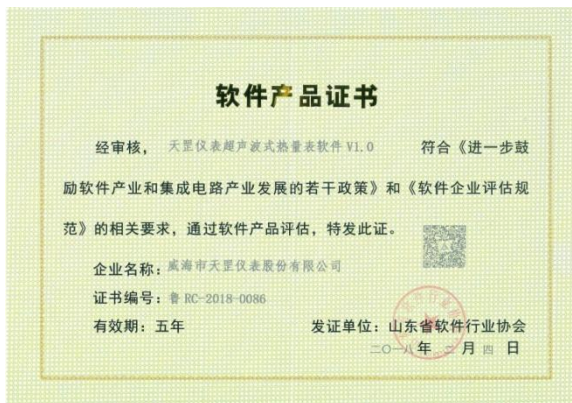 软件产品证书
经审核，天罡仪表超声波式热量表软件 V1.0 符合《进一步鼓
励软件产业和集成电路产业发展的若干政策》和《软件企业评估规
范》的相关要求，通过软件产品评估，特发此证。
企业名称：威海市天罡仪表股份有限公司
证书编号：鲁 RC-2018-0086
有效期：五年 发证单位：山东省软件行业协会
二〇一八年 二月 四 日